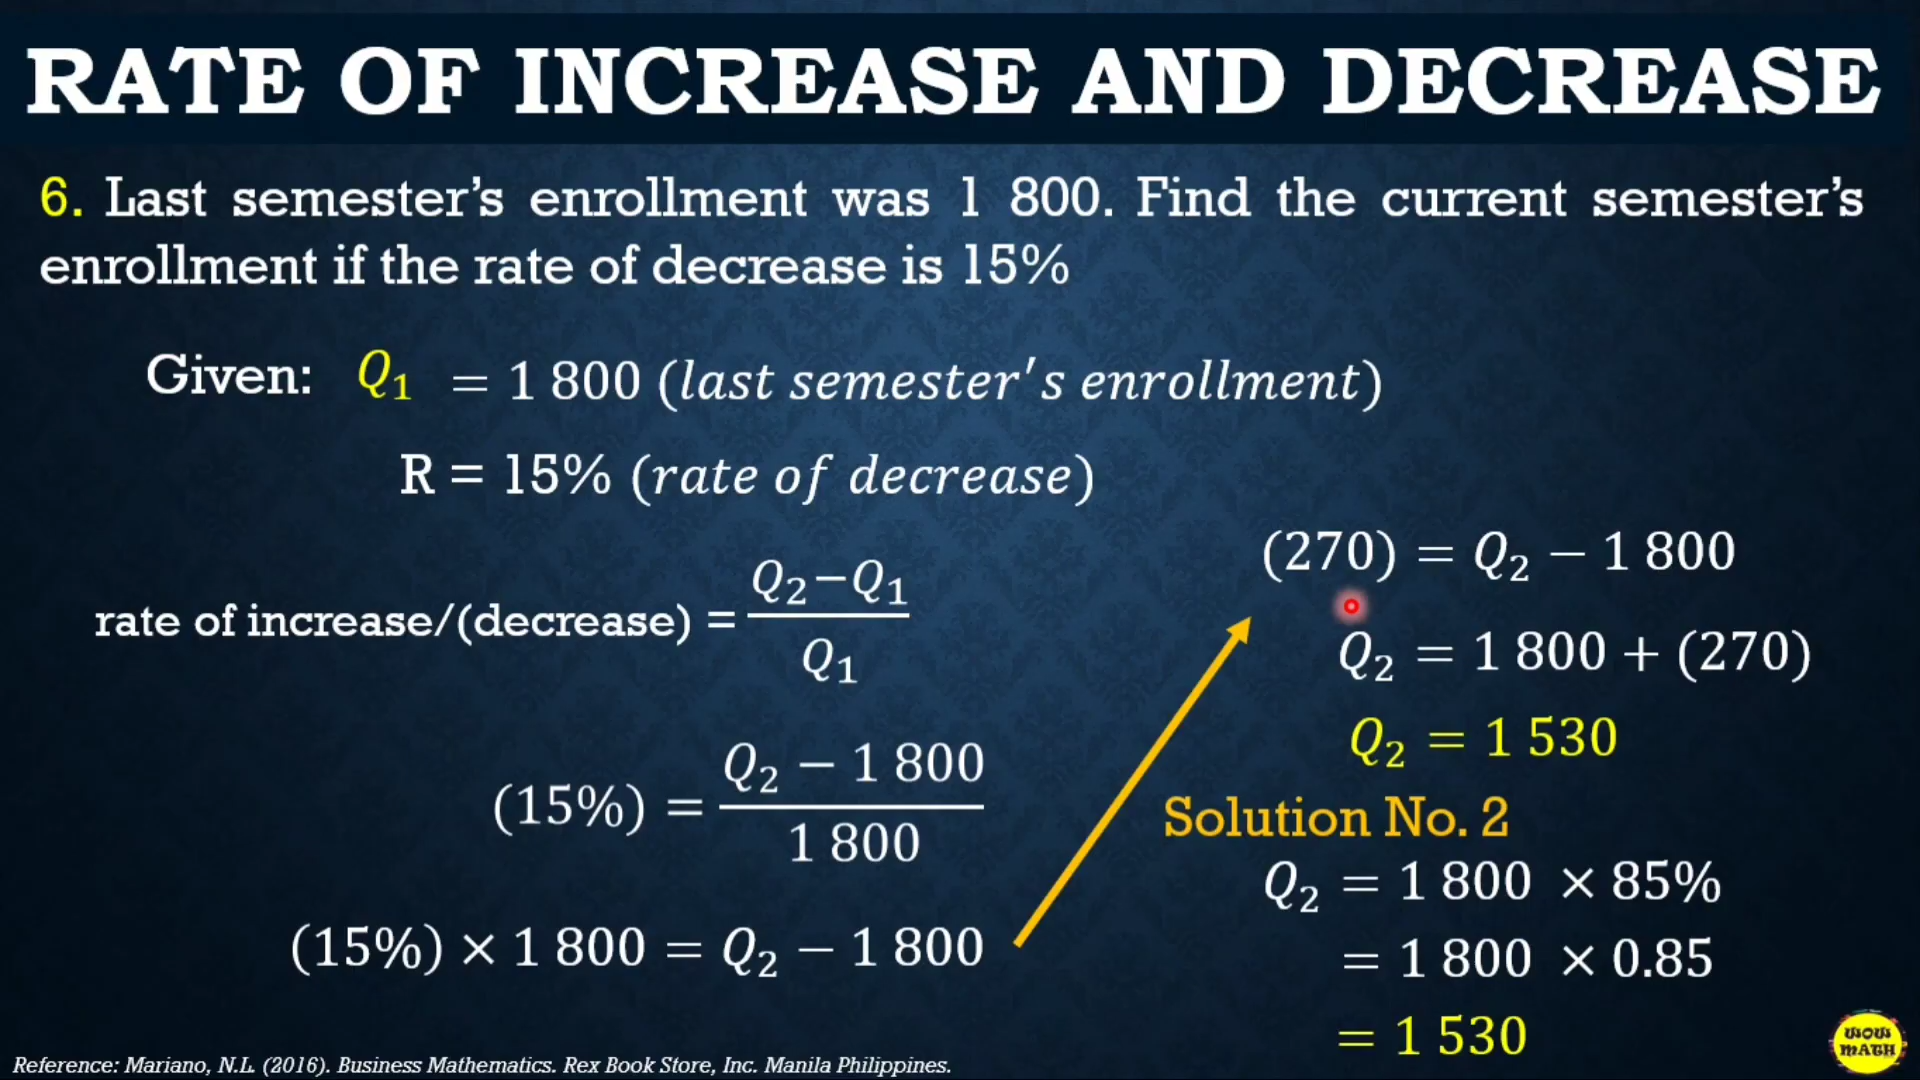 RATE OF INCREASE AND DECREASE
6. Last semester’s enrollment was 1 800. Find the current semester’s
enrollment if the rate of decrease is 15%
Given: Q₁ = 1 800 (last semester′s enrollment)
R = 15% (rate of decrease)
rate of increase/(decrease) = Q₂−Q₁ / Q₁
(15%) = Q₂ − 1 800 / 1 800
(15%) × 1 800 = Q₂ − 1 800
(270) = Q₂ − 1 800
Q₂ = 1 800 + (270)
Q₂ = 1 530
Solution No. 2
Q₂ = 1 800 × 85%
= 1 800 × 0.85
= 1 530
Reference: Mariano, N.L. (2016). Business Mathematics. Rex Book Store, Inc. Manila Philippines.
WOW
MATH